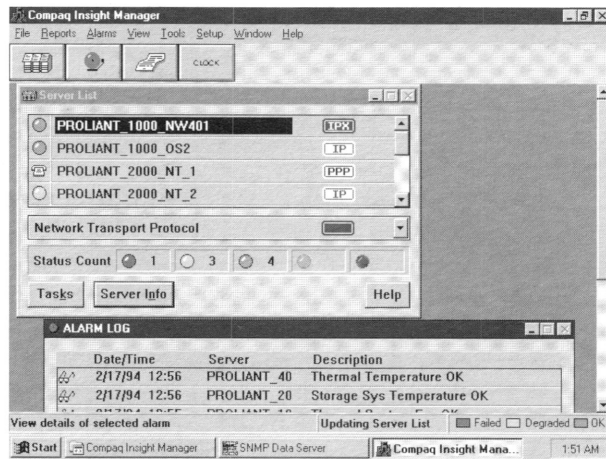 Compaq Insight Manager
File Reports Alarms View Tools Setup Window Help
CLOCK
Server List
PROLIANT_1000_NW401 IPX
PROLIANT_1000_OS2 IP
PROLIANT_2000_NT_1 PPP
PROLIANT_2000_NT_2 IP
Network Transport Protocol
Status Count 1 3 4
Tasks Server Info Help
ALARM LOG
Date/Time Server Description
2/17/94 12:56 PROLIANT_40 Thermal Temperature OK
2/17/94 12:56 PROLIANT_20 Storage Sys Temperature OK
View details of selected alarm Updating Server List Failed Degraded OK
Start Compaq Insight Manager SNMP Data Server Compaq Insight Mana... 1:51 AM